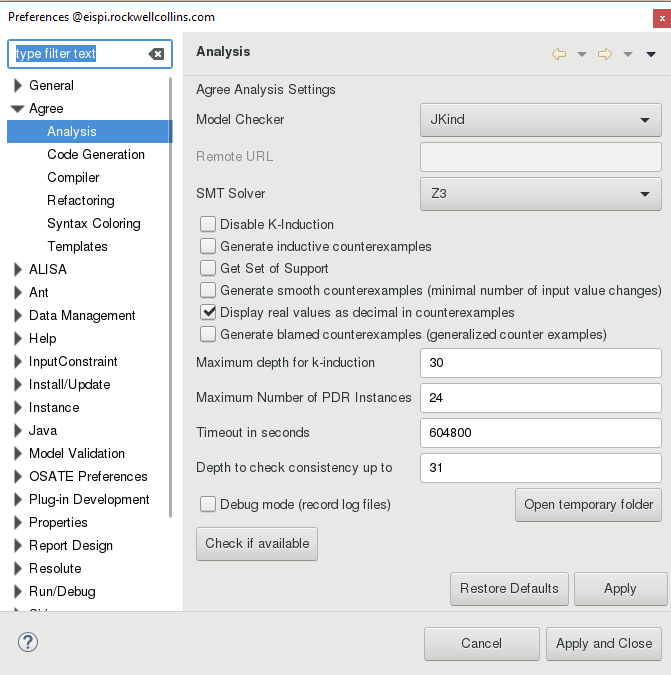 Preferences @eispi.rockwellcollins.com
x
type filter text
General
Agree
Analysis
Code Generation
Compiler
Refactoring
Syntax Coloring
Templates
ALISA
Ant
Data Management
Help
InputConstraint
Install/Update
Instance
Java
Model Validation
OSATE Preferences
Plug-in Development
Properties
Report Design
Resolute
Run/Debug
Analysis
Agree Analysis Settings
Model Checker JKind
Remote URL
SMT Solver Z3
Disable K-Induction
Generate inductive counterexamples
Get Set of Support
Generate smooth counterexamples (minimal number of input value changes)
Display real values as decimal in counterexamples
Generate blamed counterexamples (generalized counter examples)
Maximum depth for k-induction 30
Maximum Number of PDR Instances 24
Timeout in seconds 604800
Depth to check consistency up to 31
Debug mode (record log files) Open temporary folder
Check if available
Restore Defaults Apply
? Cancel Apply and Close